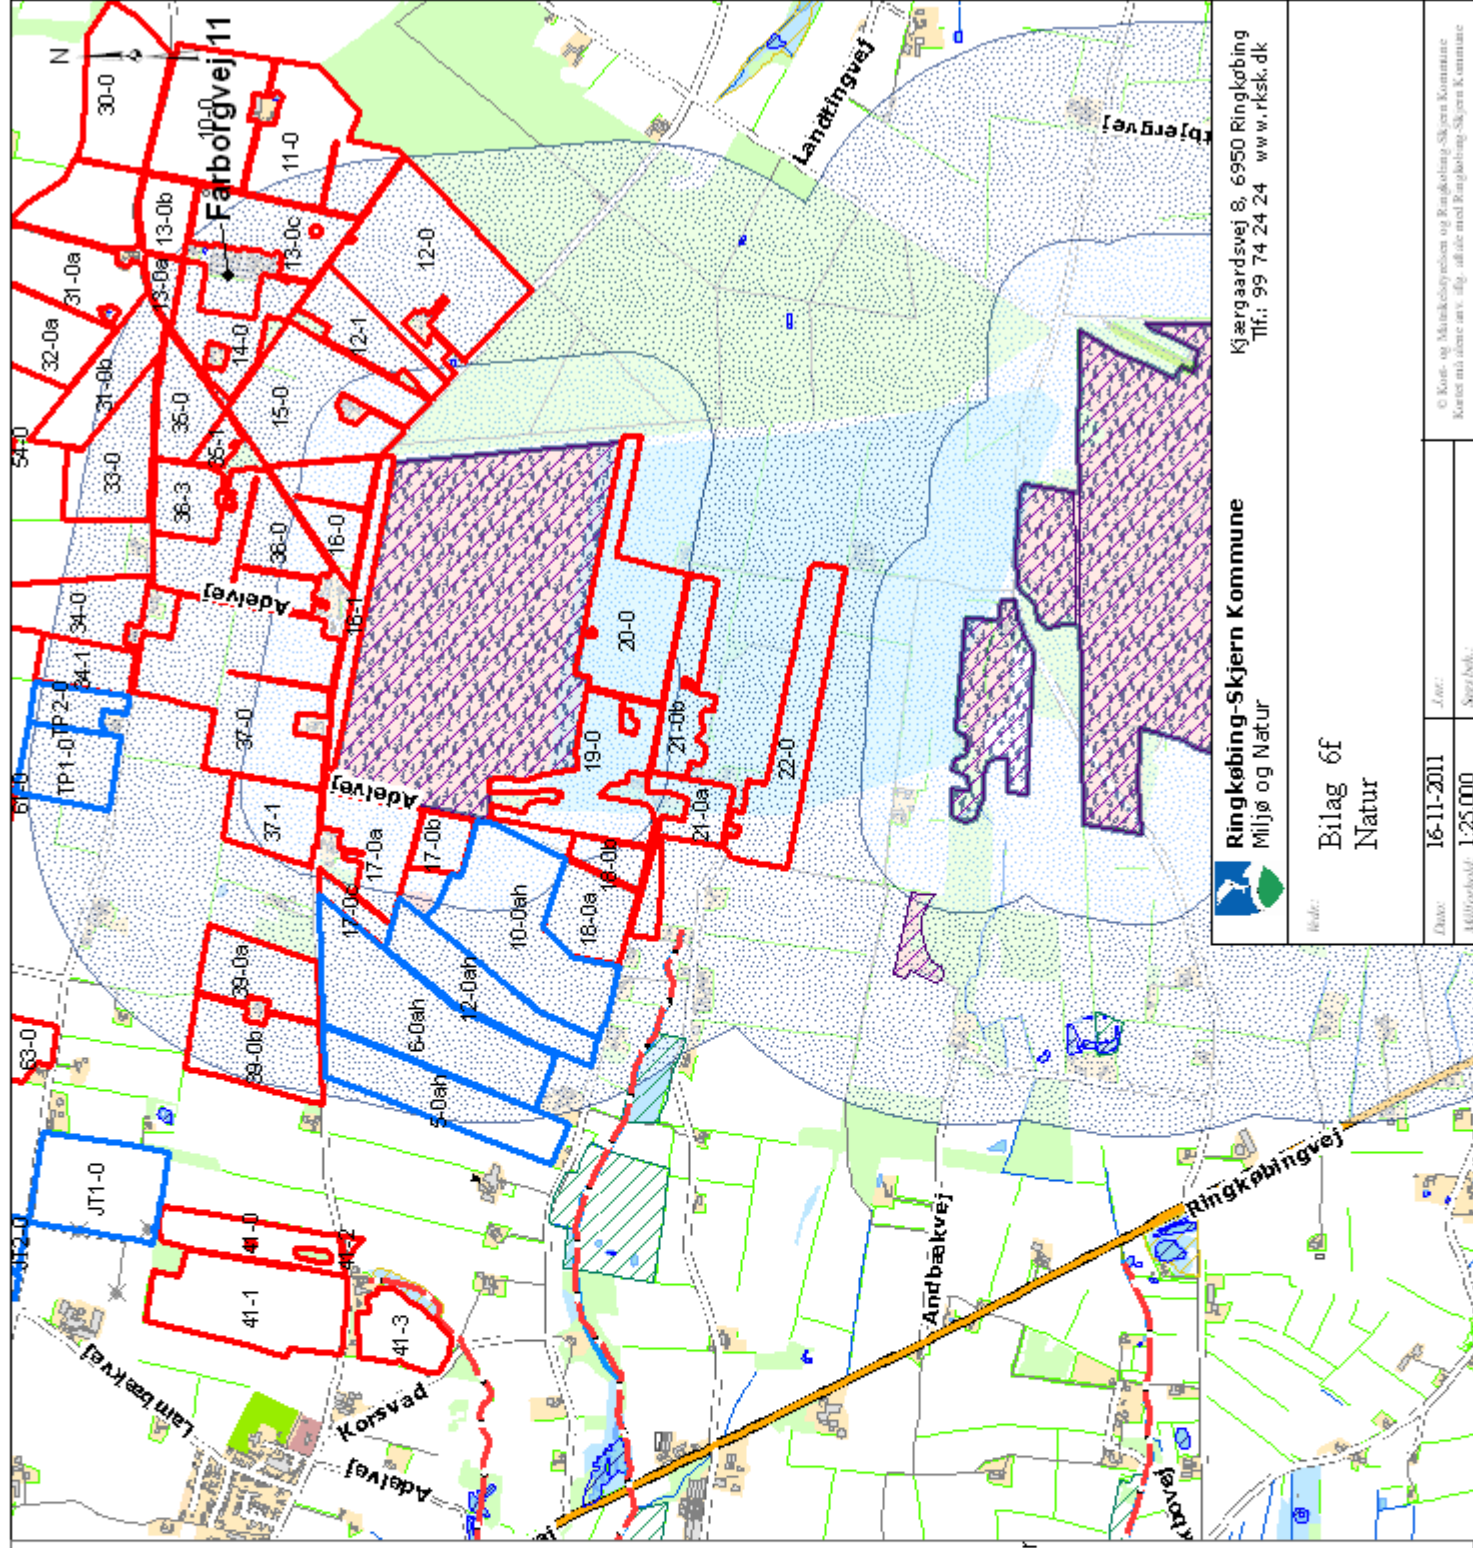 N
Fårborgvej 11
30-0
10-0
11-0
13-0b
13-0c
13-0a
12-0
12-1
31-0a
32-0a
31-0b
14-0
15-0
54-0
33-0
35-0
35-1
36-3
36-0
16-0
16-1
Adelvej
34-0
34-1
TP2-0
TP1-0
37-0
37-1
Adelvej
20-0
19-0
21-0b
21-0a
22-0
17-0a
17-0b
17-0c
18-0b
18-0a
10-0ah
12-0ah
6-0ah
5-0ah
39-0a
39-0b
63-0
JT1-0
JT2-0
41-0
41-1
41-2
41-3
Lambækvej
Korsvad
Adelvej
Landtingvej
Andbækvej
Ringkøbingvej
Ringkøbing-Skjern Kommune
Miljø og Natur
Kjærgaardsvej 8, 6950 Ringkøbing
Tlf.: 99 74 24 24 www.rksk.dk
Bilag 6f
Natur
Dato:
16-11-2011
1:25.000